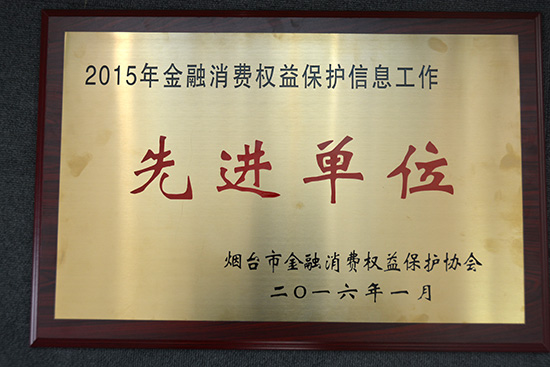 2015年金融消费权益保护信息工作
先进单位
烟台市金融消费权益保护协会
二〇一六年一月